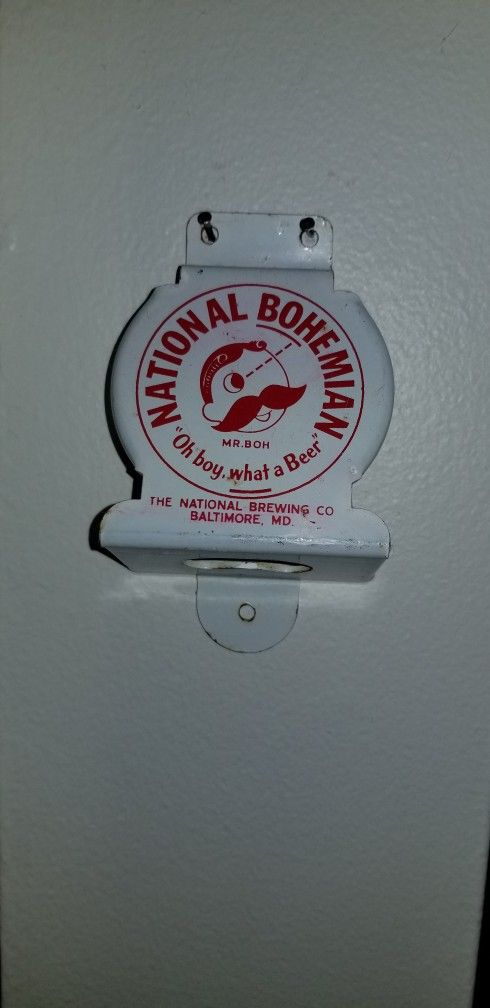 NATIONAL BOHEMIAN
MR. BOH
"Oh boy, what a Beer"
THE NATIONAL BREWING CO
BALTIMORE, MD.